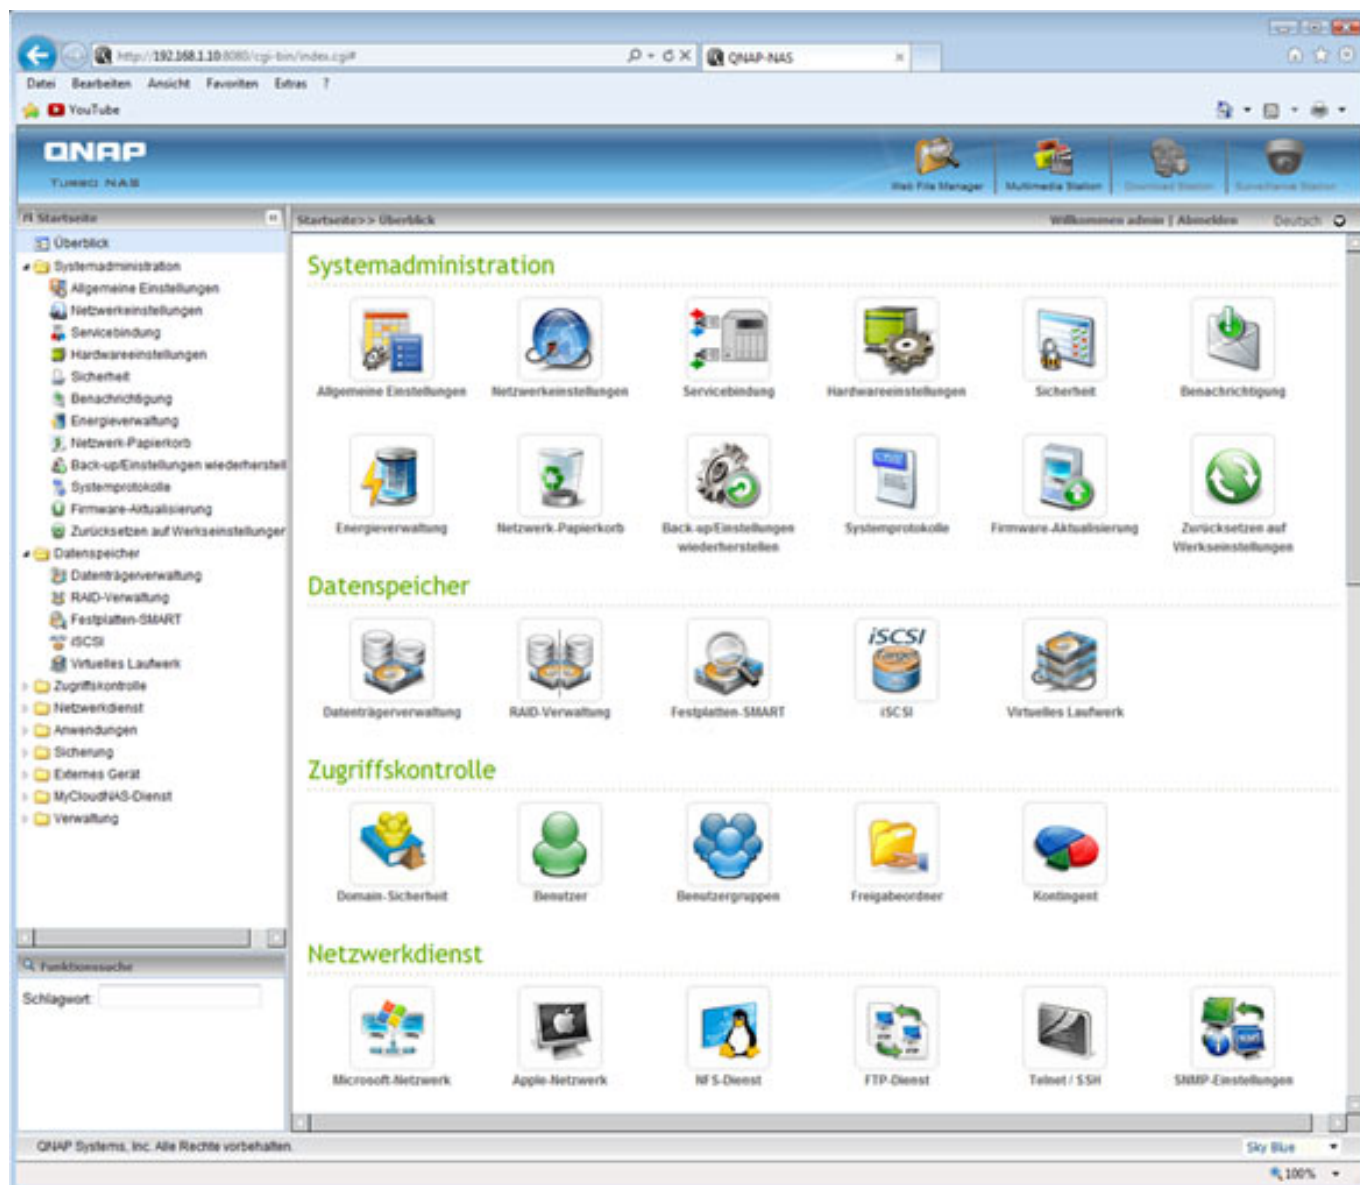 http://192.168.1.10:8080/cgi-bin/index.cgi#
QNAP-NAS
Datei Bearbeiten Ansicht Favoriten Extras ?
YouTube
QNAP
TURBO NAS
Web File Manager
Multimedia Station
Download Station
Surveillance Station
Startseite
Startseite>> Überblick
Willkommen admin | Abmelden
Deutsch
Überblick
Systemadministration
Allgemeine Einstellungen
Netzwerkeinstellungen
Servicebindung
Hardwareeinstellungen
Sicherheit
Benachrichtigung
Energieverwaltung
Netzwerk-Papierkorb
Back-up/Einstellungen wiederherstell
Systemprotokolle
Firmware-Aktualisierung
Zurücksetzen auf Werkseinstellunger
Datenspeicher
Datenträgerverwaltung
RAID-Verwaltung
Festplatten-SMART
iSCSI
Virtuelles Laufwerk
Zugriffskontrolle
Netzwerkdienst
Anwendungen
Sicherung
Externes Gerät
MyCloudNAS-Dienst
Verwaltung
Funktionssuche
Schlagwort:
Systemadministration
Allgemeine Einstellungen
Netzwerkeinstellungen
Servicebindung
Hardwareeinstellungen
Sicherheit
Benachrichtigung
Energieverwaltung
Netzwerk-Papierkorb
Back-up/Einstellungen
wiederherstellen
Systemprotokolle
Firmware-Aktualisierung
Zurücksetzen auf
Werkseinstellungen
Datenspeicher
iSCSI
Target
Datenträgerverwaltung
RAID-Verwaltung
Festplatten-SMART
iSCSI
Virtuelles Laufwerk
Zugriffskontrolle
Domain-Sicherheit
Benutzer
Benutzergruppen
Freigabeordner
Kontingent
Netzwerkdienst
Microsoft-Netzwerk
Apple-Netzwerk
NFS-Dienst
FTP-Dienst
Telnet / SSH
SNMP-Einstellungen
QNAP Systems, Inc. Alle Rechte vorbehalten.
Sky Blue
100%